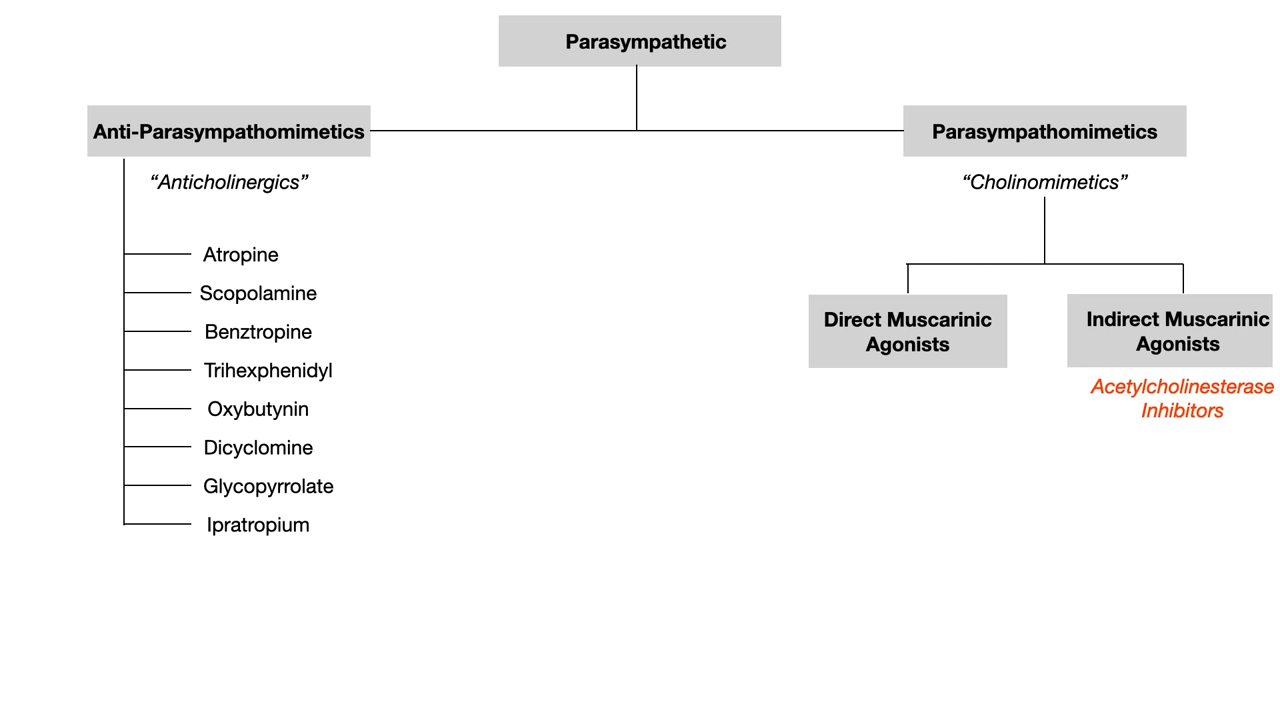 Parasympathetic
Anti-Parasympathomimetics
Parasympathomimetics
“Anticholinergics”
“Cholinomimetics”
Atropine
Scopolamine
Benztropine
Trihexphenidyl
Oxybutynin
Dicyclomine
Glycopyrrolate
Ipratropium
Direct Muscarinic
Agonists
Indirect Muscarinic
Agonists
Acetylcholinesterase
Inhibitors